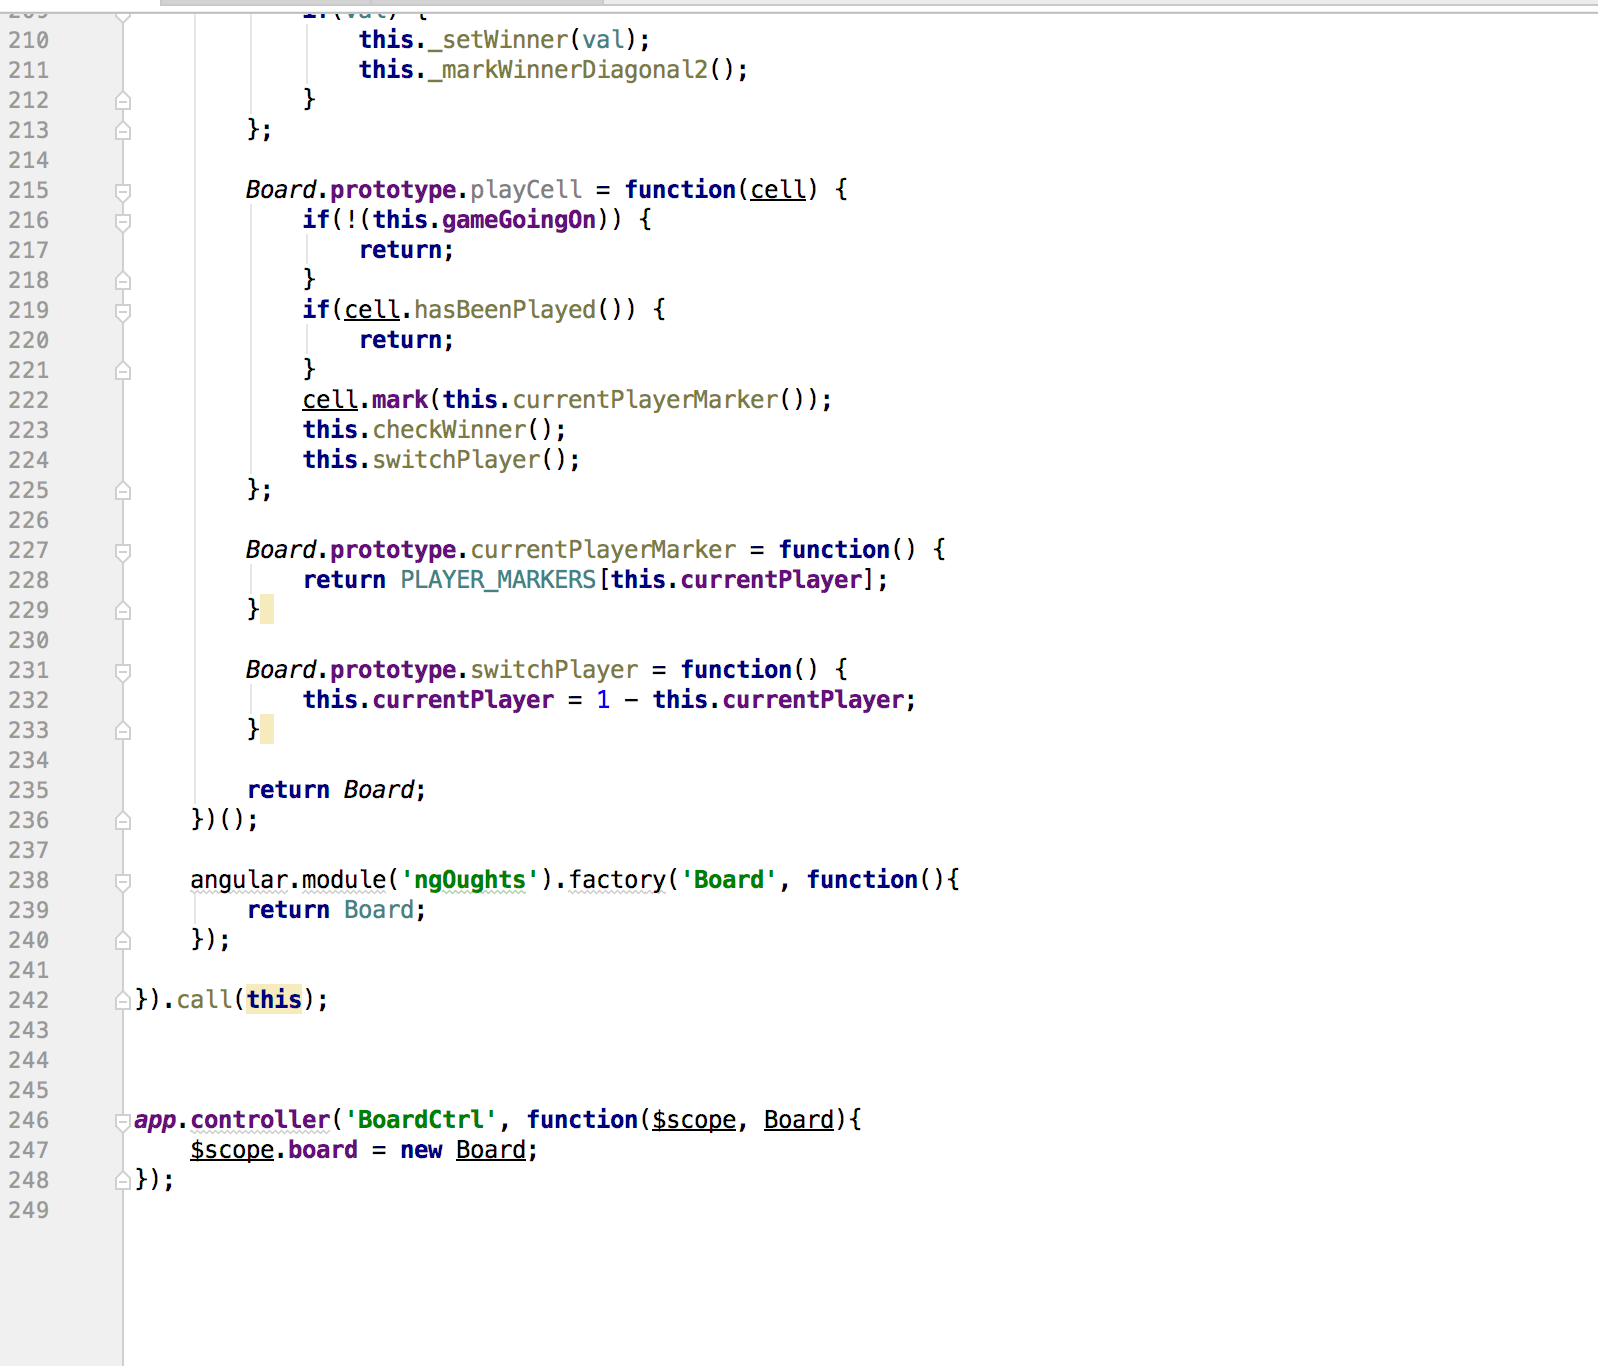 209 if(val) {
210 this._setWinner(val);
211 this._markWinnerDiagonal2();
212 }
213 };
214
215 Board.prototype.playCell = function(cell) {
216 if(!(this.gameGoingOn)) {
217 return;
218 }
219 if(cell.hasBeenPlayed()) {
220 return;
221 }
222 cell.mark(this.currentPlayerMarker());
223 this.checkWinner();
224 this.switchPlayer();
225 };
226
227 Board.prototype.currentPlayerMarker = function() {
228 return PLAYER_MARKERS[this.currentPlayer];
229 }
230
231 Board.prototype.switchPlayer = function() {
232 this.currentPlayer = 1 - this.currentPlayer;
233 }
234
235 return Board;
236 })();
237
238 angular.module('ngOughts').factory('Board', function(){
239 return Board;
240 });
241
242 }).call(this);
243
244
245
246 app.controller('BoardCtrl', function($scope, Board){
247 $scope.board = new Board;
248 });
249